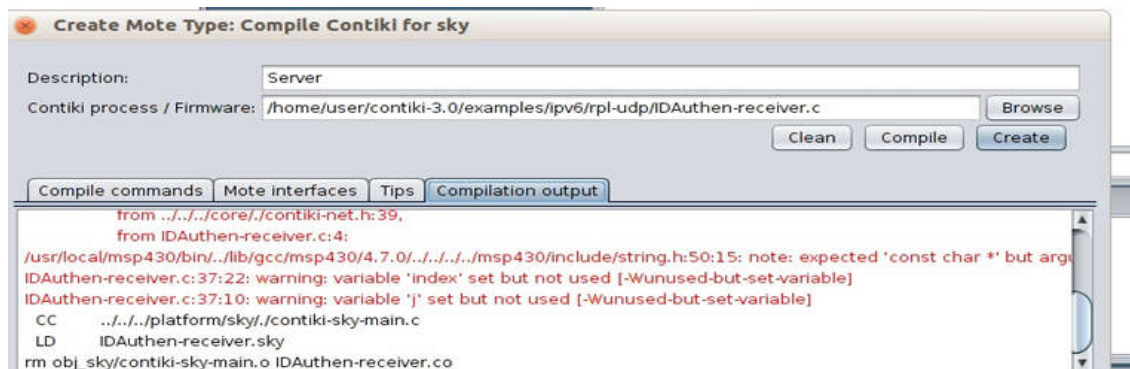 Create Mote Type: Compile Contiki for sky
Description: Server
Contiki process / Firmware: /home/user/contiki-3.0/examples/ipv6/rpl-udp/IDAuthen-receiver.c Browse
Clean Compile Create
Compile commands Mote interfaces Tips Compilation output
from ../../../core/./contiki-net.h:39,
from IDAuthen-receiver.c:4:
/usr/local/msp430/bin/../lib/gcc/msp430/4.7.0/../../../../msp430/include/string.h:50:15: note: expected 'const char *' but argu
IDAuthen-receiver.c:37:22: warning: variable 'index' set but not used [-Wunused-but-set-variable]
IDAuthen-receiver.c:37:10: warning: variable 'j' set but not used [-Wunused-but-set-variable]
CC ../../../platform/sky/./contiki-sky-main.c
LD IDAuthen-receiver.sky
rm obj_sky/contiki-sky-main.o IDAuthen-receiver.co